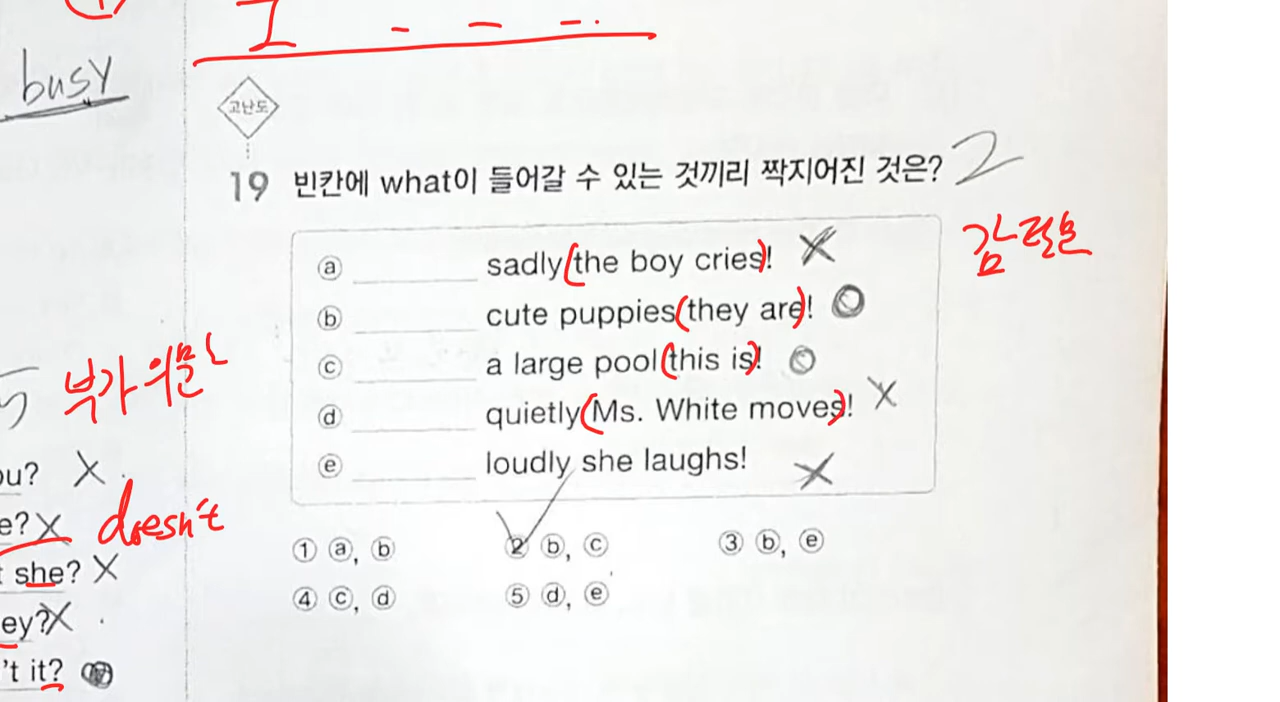 busy
고난도
19 빈칸에 what이 들어갈 수 있는 것끼리 짝지어진 것은? 2
감탄문
ⓐ ________ sadly (the boy cries)! X
ⓑ ________ cute puppies (they are)! O
ⓒ ________ a large pool (this is)! O
ⓓ ________ quietly (Ms. White moves)! X
ⓔ ________ loudly she laughs! X
① ⓐ, ⓑ ② ⓑ, ⓒ ③ ⓑ, ⓔ
④ ⓒ, ⓓ ⑤ ⓓ, ⓔ
5 부가의문
ou? X
e? X doesn't
she? X
ey? X
't it?